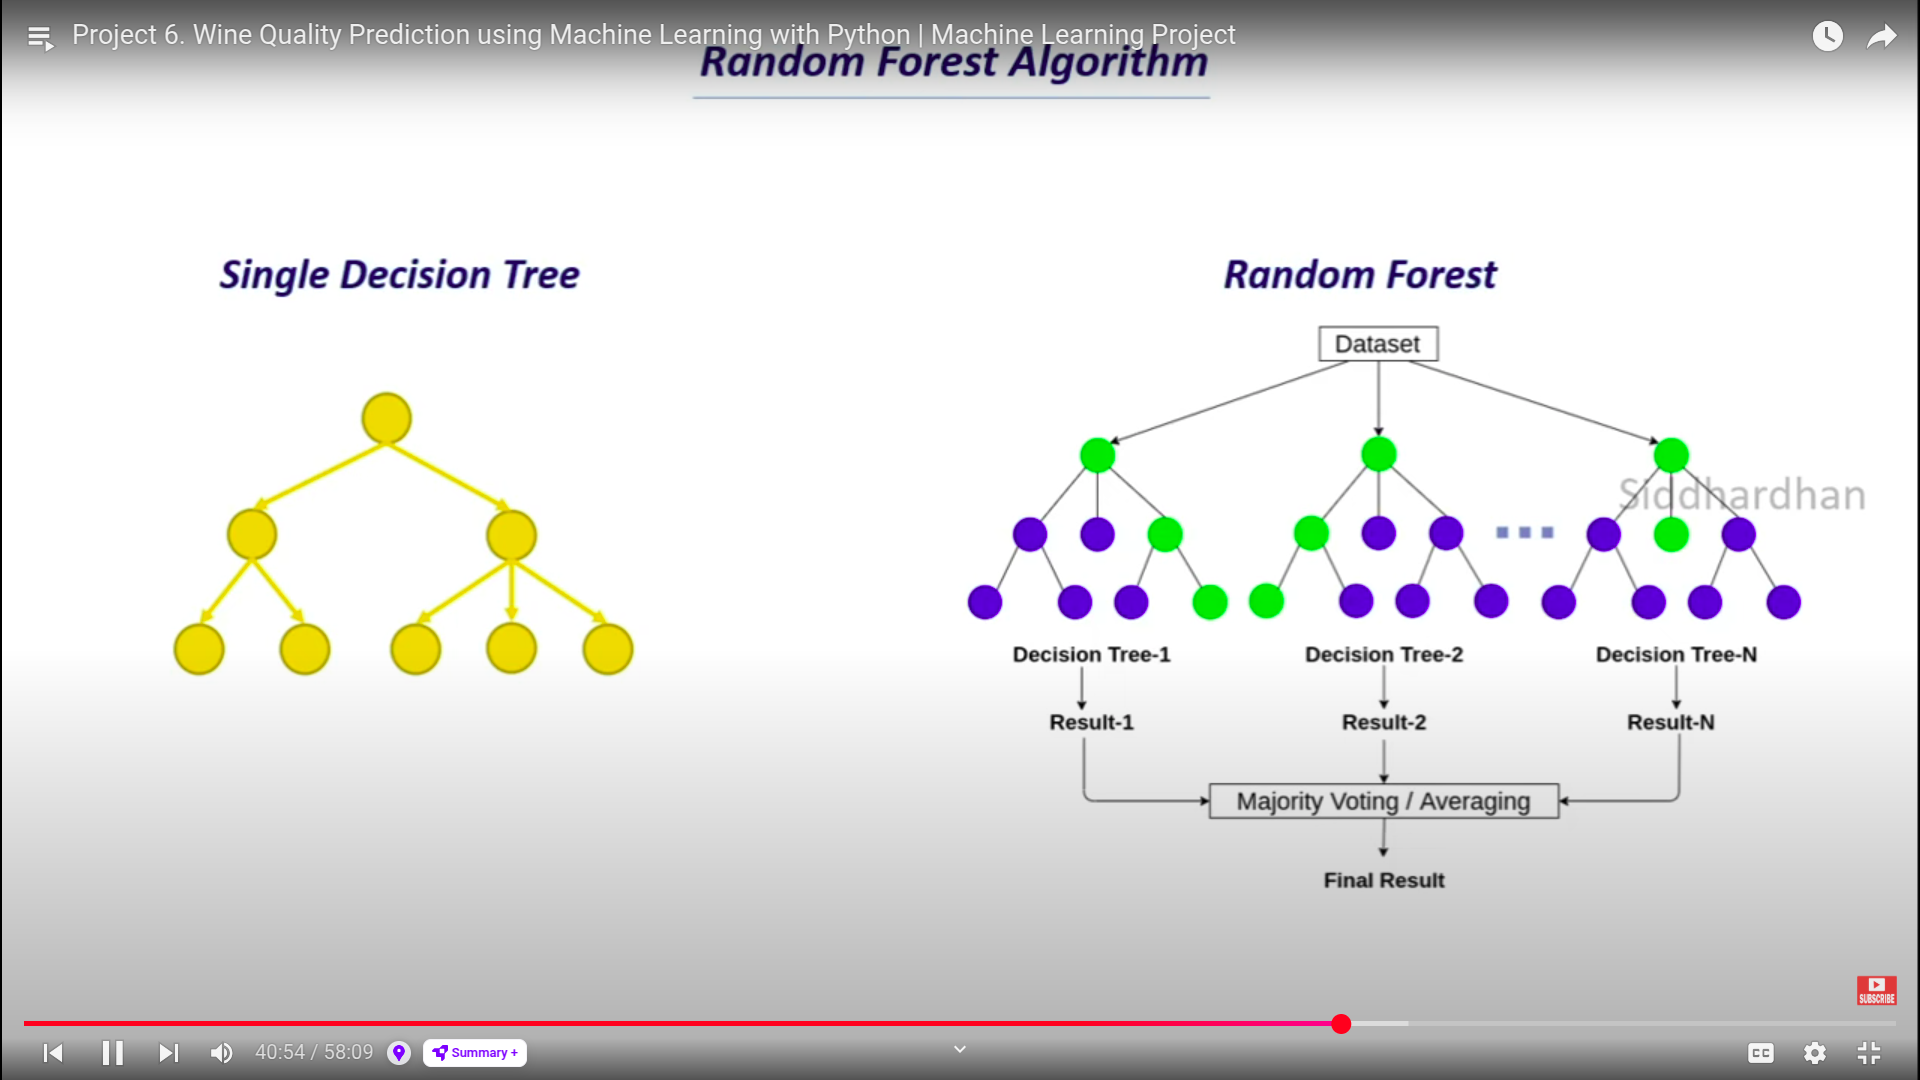 Project 6. Wine Quality Prediction using Machine Learning with Python | Machine Learning Project
Random Forest Algorithm
Single Decision Tree
Random Forest
Dataset
Siddhardhan
Decision Tree-1
Decision Tree-2
Decision Tree-N
Result-1
Result-2
Result-N
Majority Voting / Averaging
Final Result
SUBSCRIBE
40:54 / 58:09
Summary +
CC